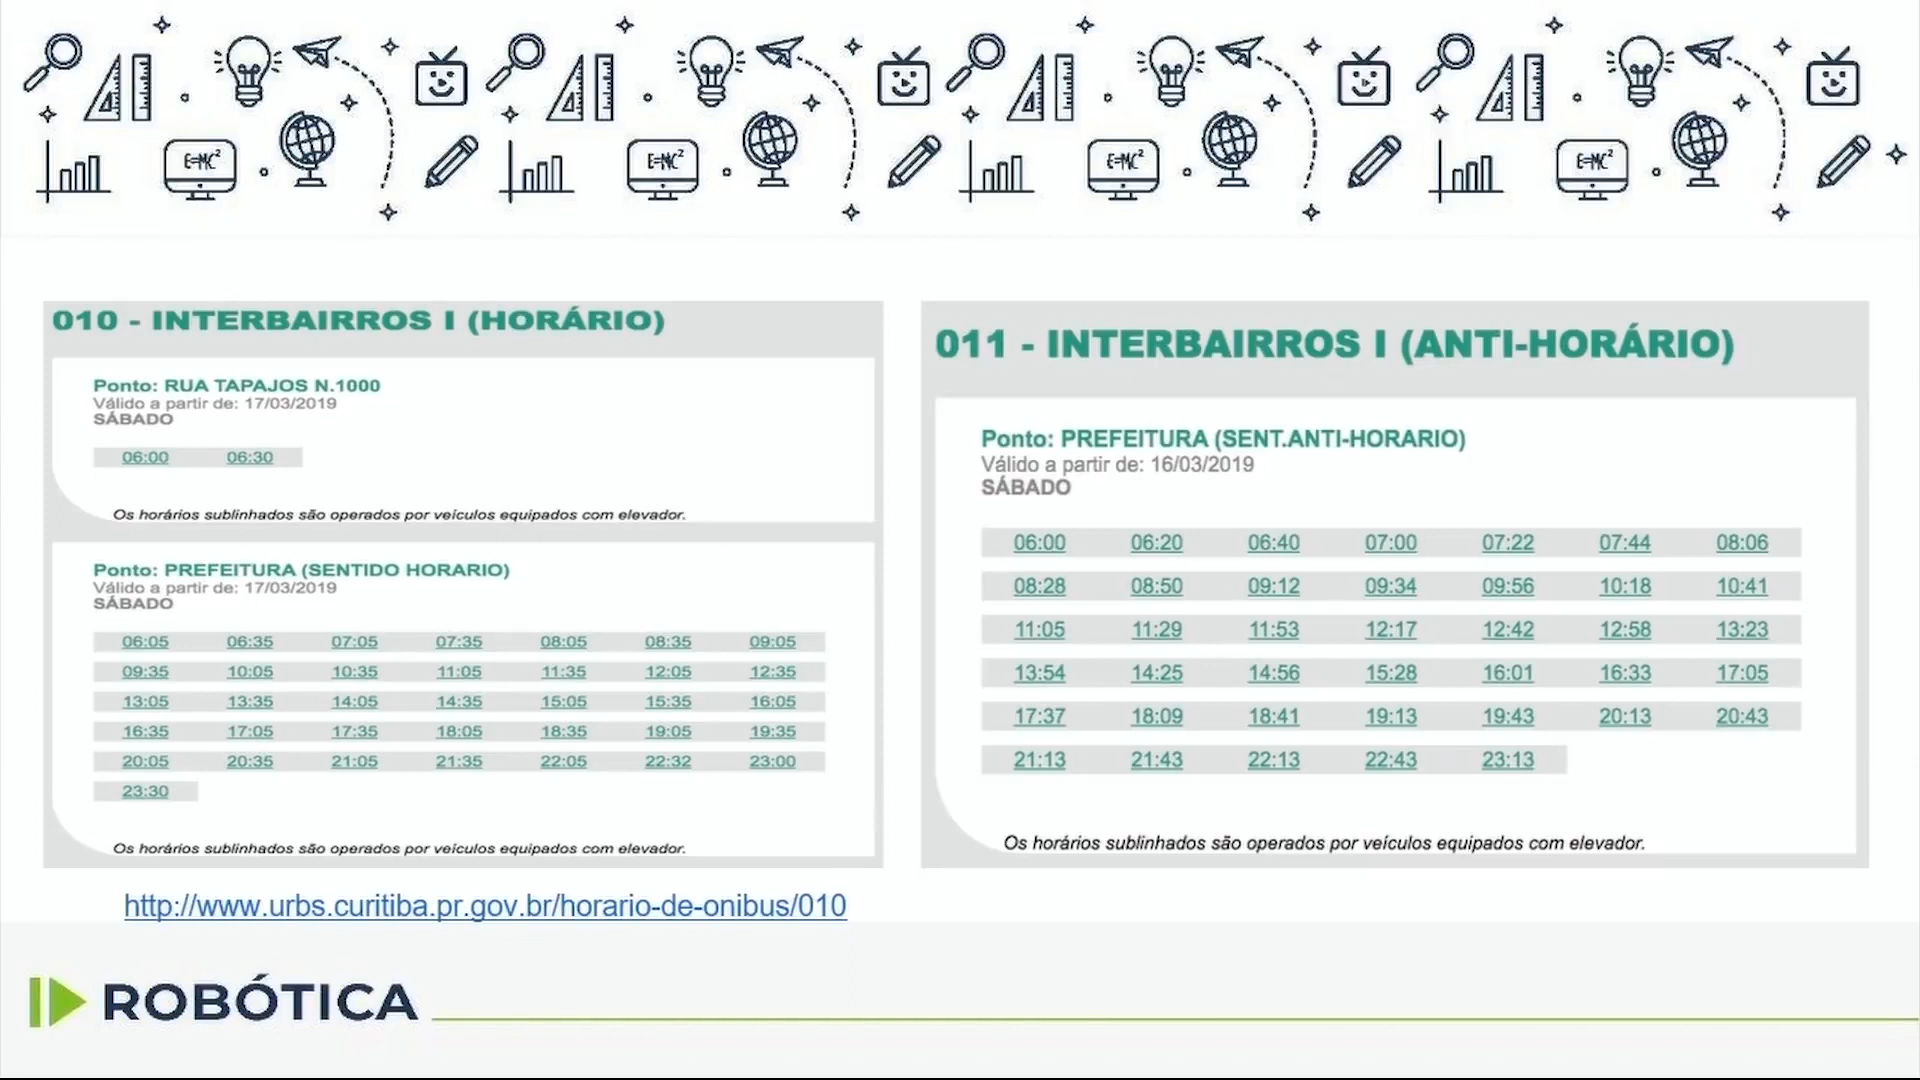 E=MC²
E=MC²
E=MC²
E=MC²
010 - INTERBAIRROS I (HORÁRIO)
Ponto: RUA TAPAJOS N.1000
Válido a partir de: 17/03/2019
SÁBADO
06:00 06:30
Os horários sublinhados são operados por veículos equipados com elevador.
Ponto: PREFEITURA (SENTIDO HORARIO)
Válido a partir de: 17/03/2019
SÁBADO
06:05 06:35 07:05 07:35 08:05 08:35 09:05
09:35 10:05 10:35 11:05 11:35 12:05 12:35
13:05 13:35 14:05 14:35 15:05 15:35 16:05
16:35 17:05 17:35 18:05 18:35 19:05 19:35
20:05 20:35 21:05 21:35 22:05 22:32 23:00
23:30
Os horários sublinhados são operados por veículos equipados com elevador.
011 - INTERBAIRROS I (ANTI-HORÁRIO)
Ponto: PREFEITURA (SENT.ANTI-HORARIO)
Válido a partir de: 16/03/2019
SÁBADO
06:00 06:20 06:40 07:00 07:22 07:44 08:06
08:28 08:50 09:12 09:34 09:56 10:18 10:41
11:05 11:29 11:53 12:17 12:42 12:58 13:23
13:54 14:25 14:56 15:28 16:01 16:33 17:05
17:37 18:09 18:41 19:13 19:43 20:13 20:43
21:13 21:43 22:13 22:43 23:13
Os horários sublinhados são operados por veículos equipados com elevador.
http://www.urbs.curitiba.pr.gov.br/horario-de-onibus/010
ROBÓTICA